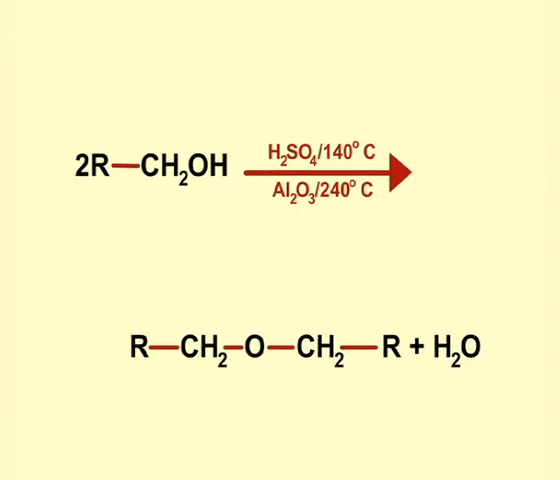 2R—CH₂OH
H₂SO₄/140° C
Al₂O₃/240° C
R—CH₂—O—CH₂—R + H₂O